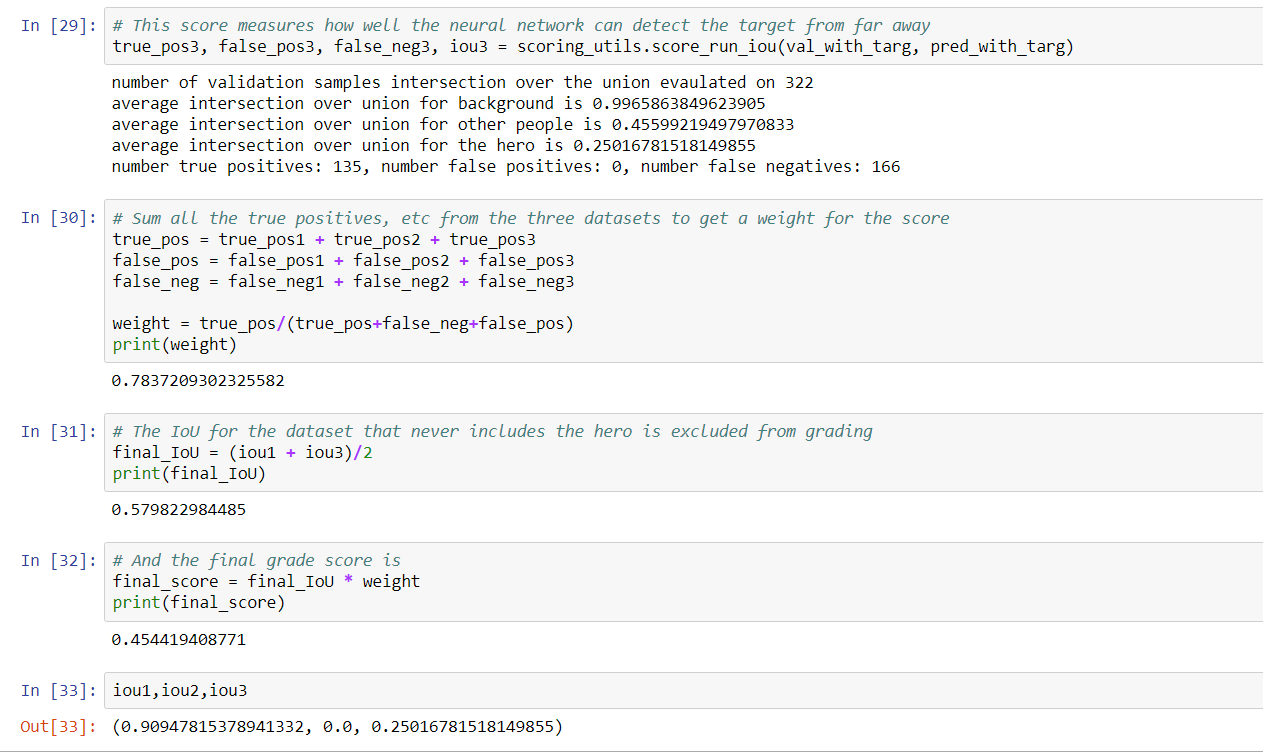 In [29]: # This score measures how well the neural network can detect the target from far away
true_pos3, false_pos3, false_neg3, iou3 = scoring_utils.score_run_iou(val_with_targ, pred_with_targ)
number of validation samples intersection over the union evaulated on 322
average intersection over union for background is 0.9965863849623905
average intersection over union for other people is 0.45599219497970833
average intersection over union for the hero is 0.25016781518149855
number true positives: 135, number false positives: 0, number false negatives: 166
In [30]: # Sum all the true positives, etc from the three datasets to get a weight for the score
true_pos = true_pos1 + true_pos2 + true_pos3
false_pos = false_pos1 + false_pos2 + false_pos3
false_neg = false_neg1 + false_neg2 + false_neg3
weight = true_pos/(true_pos+false_neg+false_pos)
print(weight)
0.7837209302325582
In [31]: # The IoU for the dataset that never includes the hero is excluded from grading
final_IoU = (iou1 + iou3)/2
print(final_IoU)
0.579822984485
In [32]: # And the final grade score is
final_score = final_IoU * weight
print(final_score)
0.454419408771
In [33]: iou1,iou2,iou3
Out[33]: (0.90947815378941332, 0.0, 0.25016781518149855)